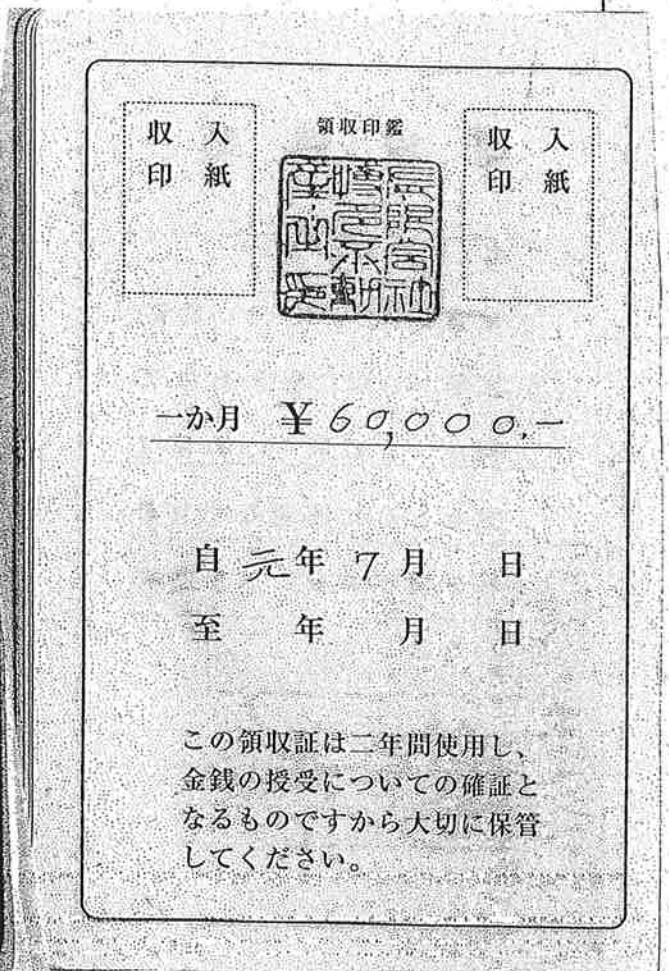 収入
印紙
領収印鑑
収入
印紙
一か月 ¥60,000.-
自 元年 7月 日
至 年 月 日
この領収証は二年間使用し、
金銭の授受についての確証と
なるものですから大切に保管
してください。